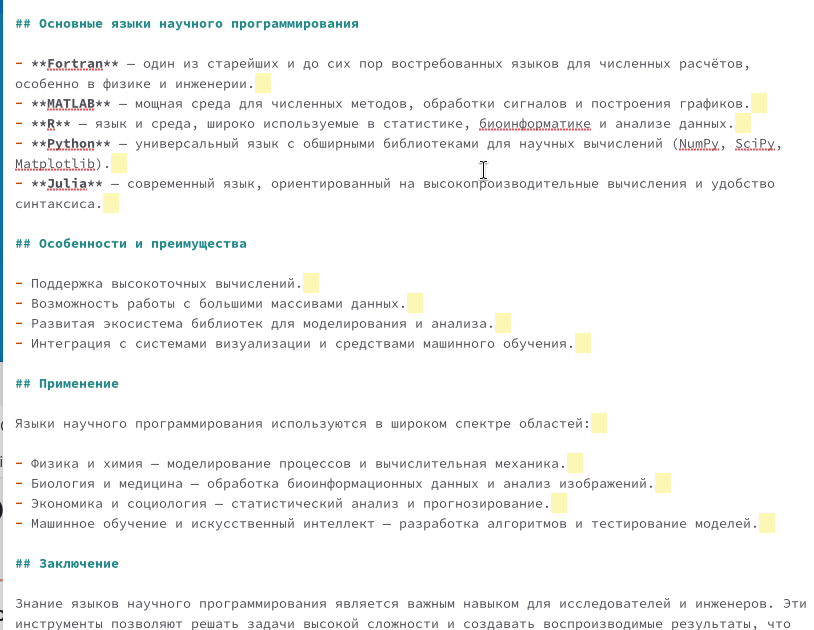 ## Основные языки научного программирования
- **Fortran** — один из старейших и до сих пор востребованных языков для численных расчётов,
особенно в физике и инженерии.
- **MATLAB** — мощная среда для численных методов, обработки сигналов и построения графиков.
- **R** — язык и среда, широко используемые в статистике, биоинформатике и анализе данных.
- **Python** — универсальный язык с обширными библиотеками для научных вычислений (NumPy, SciPy,
Matplotlib).
- **Julia** — современный язык, ориентированный на высокопроизводительные вычисления и удобство
синтаксиса.
## Особенности и преимущества
- Поддержка высокоточных вычислений.
- Возможность работы с большими массивами данных.
- Развитая экосистема библиотек для моделирования и анализа.
- Интеграция с системами визуализации и средствами машинного обучения.
## Применение
Языки научного программирования используются в широком спектре областей:
- Физика и химия — моделирование процессов и вычислительная механика.
- Биология и медицина — обработка биоинформационных данных и анализ изображений.
- Экономика и социология — статистический анализ и прогнозирование.
- Машинное обучение и искусственный интеллект — разработка алгоритмов и тестирование моделей.
## Заключение
Знание языков научного программирования является важным навыком для исследователей и инженеров. Эти
инструменты позволяют решать задачи высокой сложности и создавать воспроизводимые результаты, что